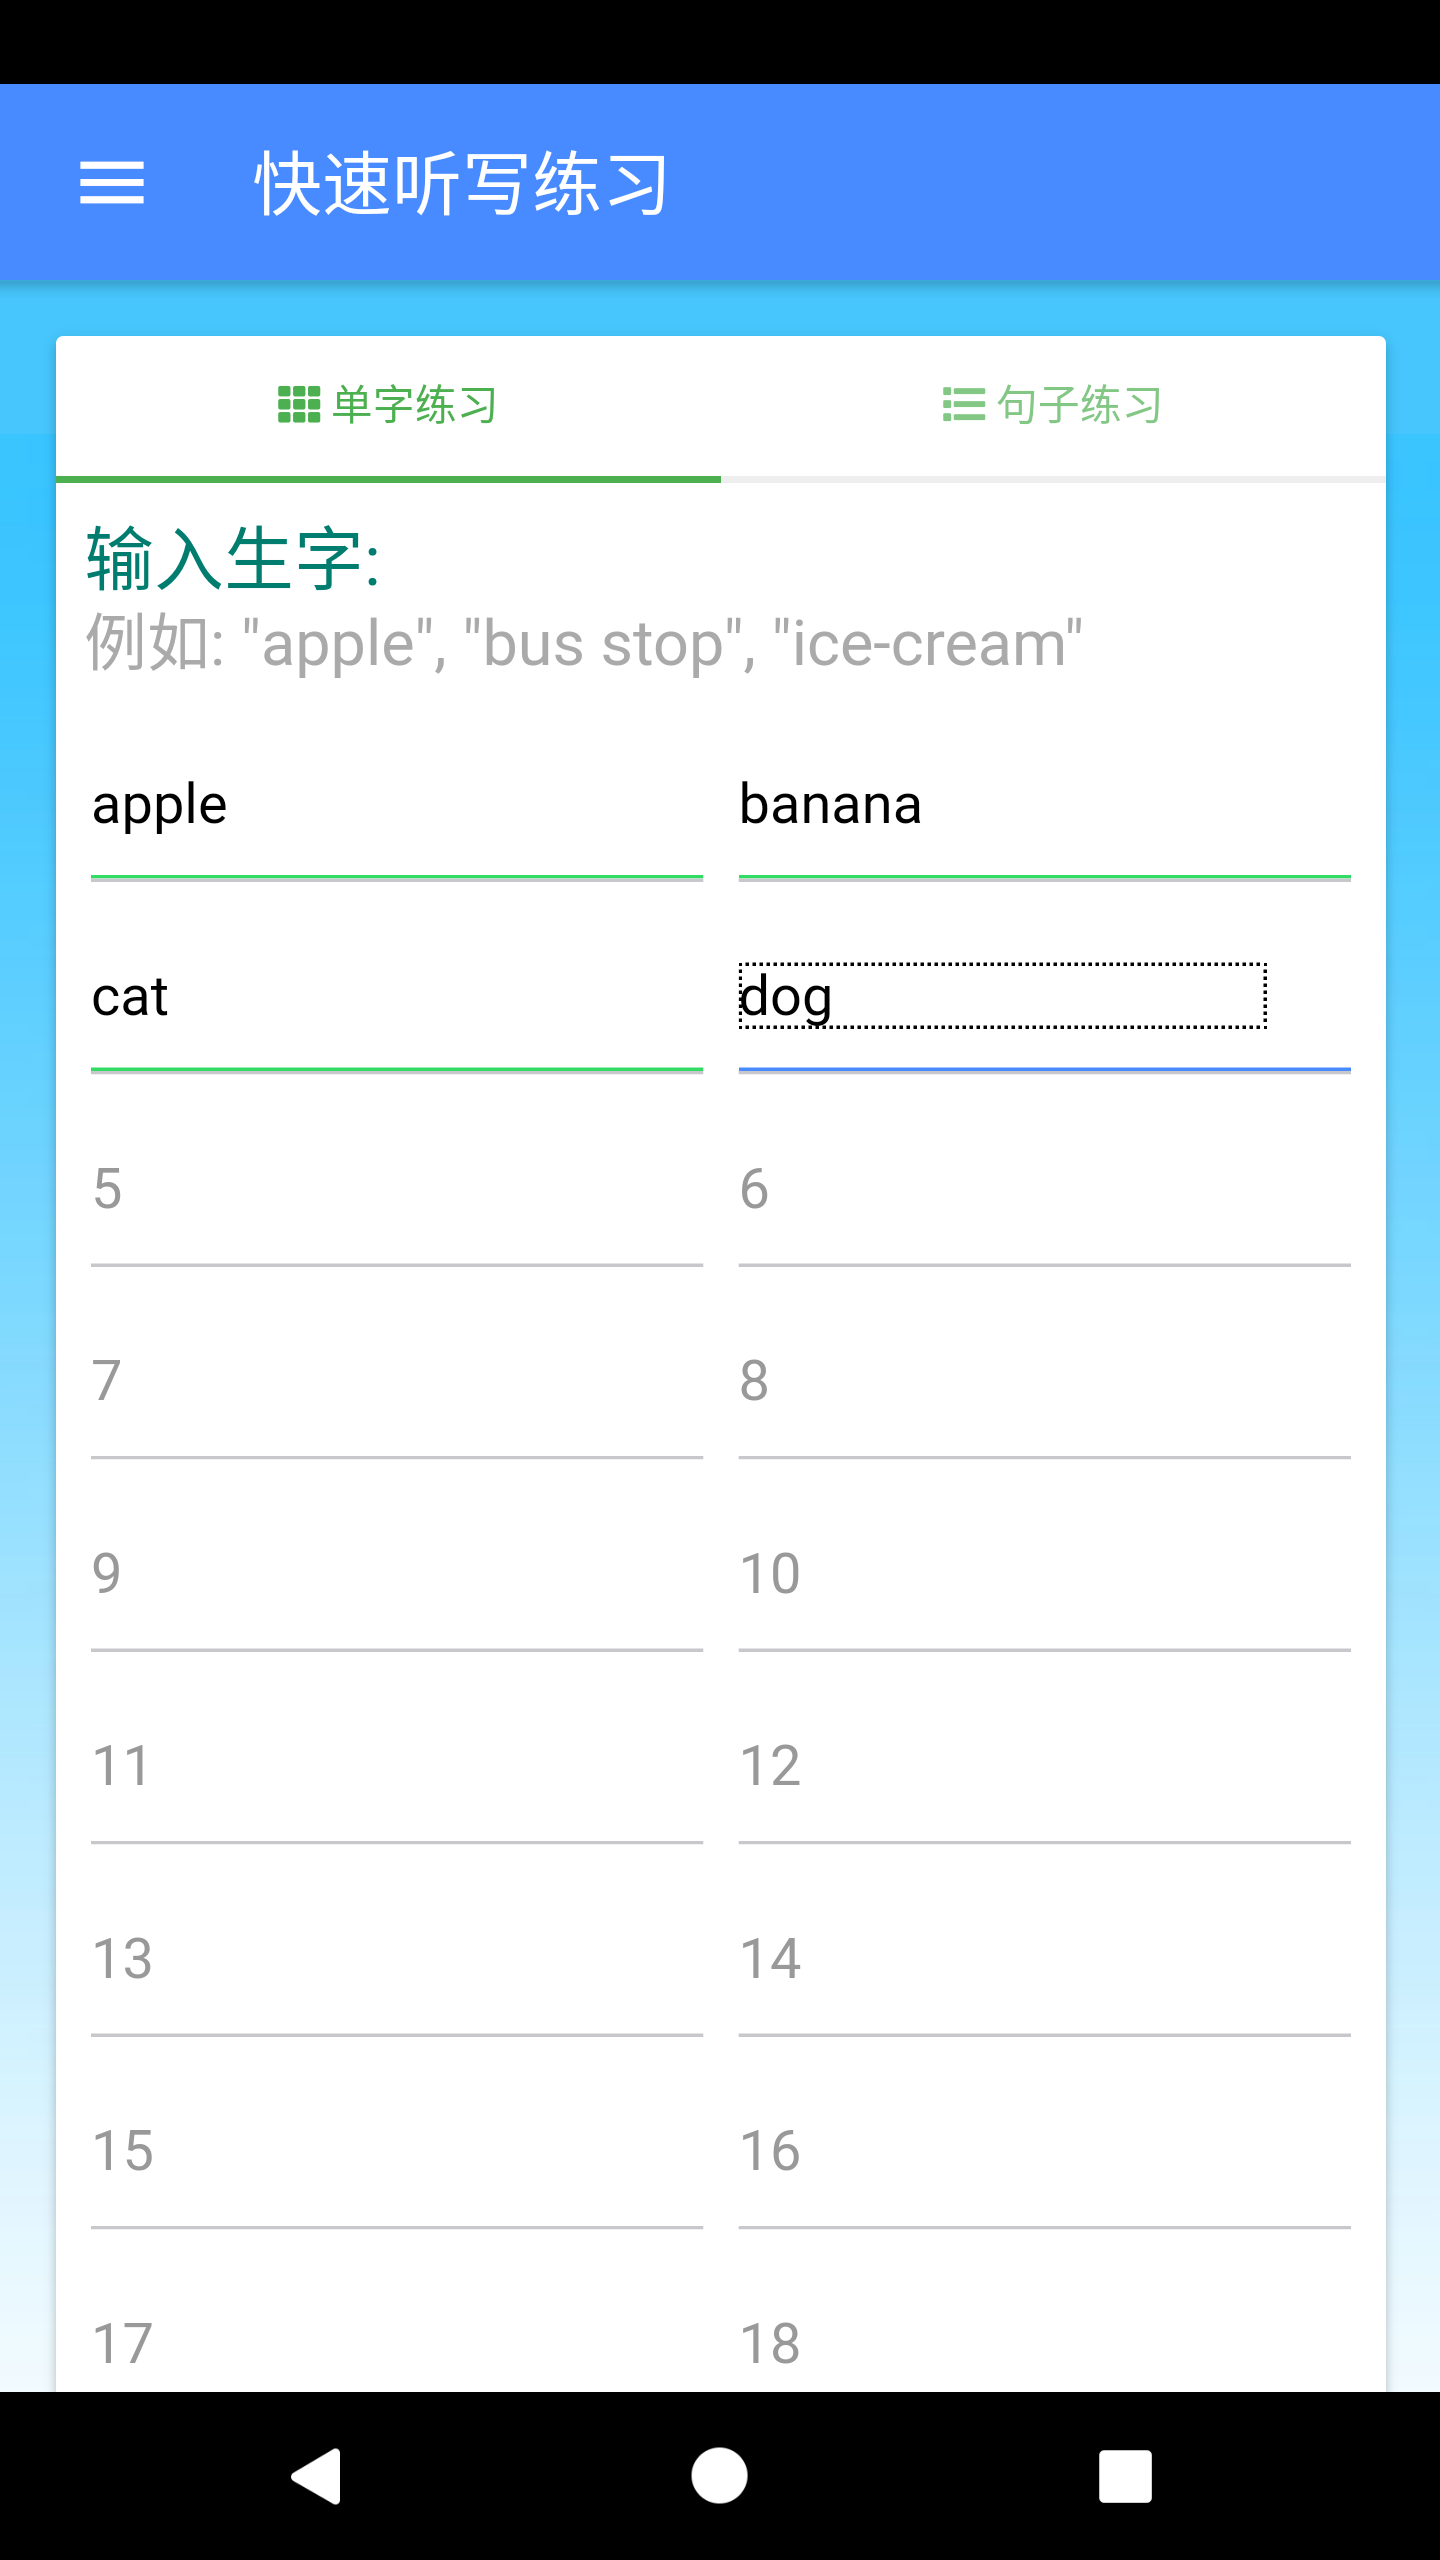 快速听写练习
单字练习 句子练习
输入生字:
例如: "apple", "bus stop", "ice-cream"
apple banana
cat dog
5 6
7 8
9 10
11 12
13 14
15 16
17 18